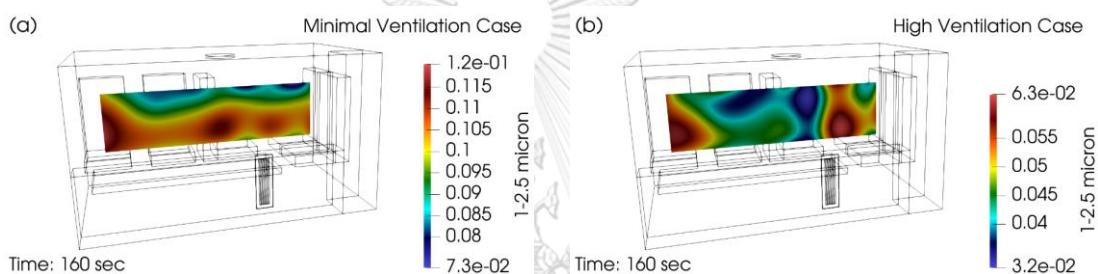 (a)
Minimal Ventilation Case
1.2e-01
0.115
0.11
0.105
0.1
0.095
0.09
0.085
0.08
7.3e-02
1-2.5 micron
Time: 160 sec
(b)
High Ventilation Case
6.3e-02
0.055
0.05
0.045
0.04
3.2e-02
1-2.5 micron
Time: 160 sec